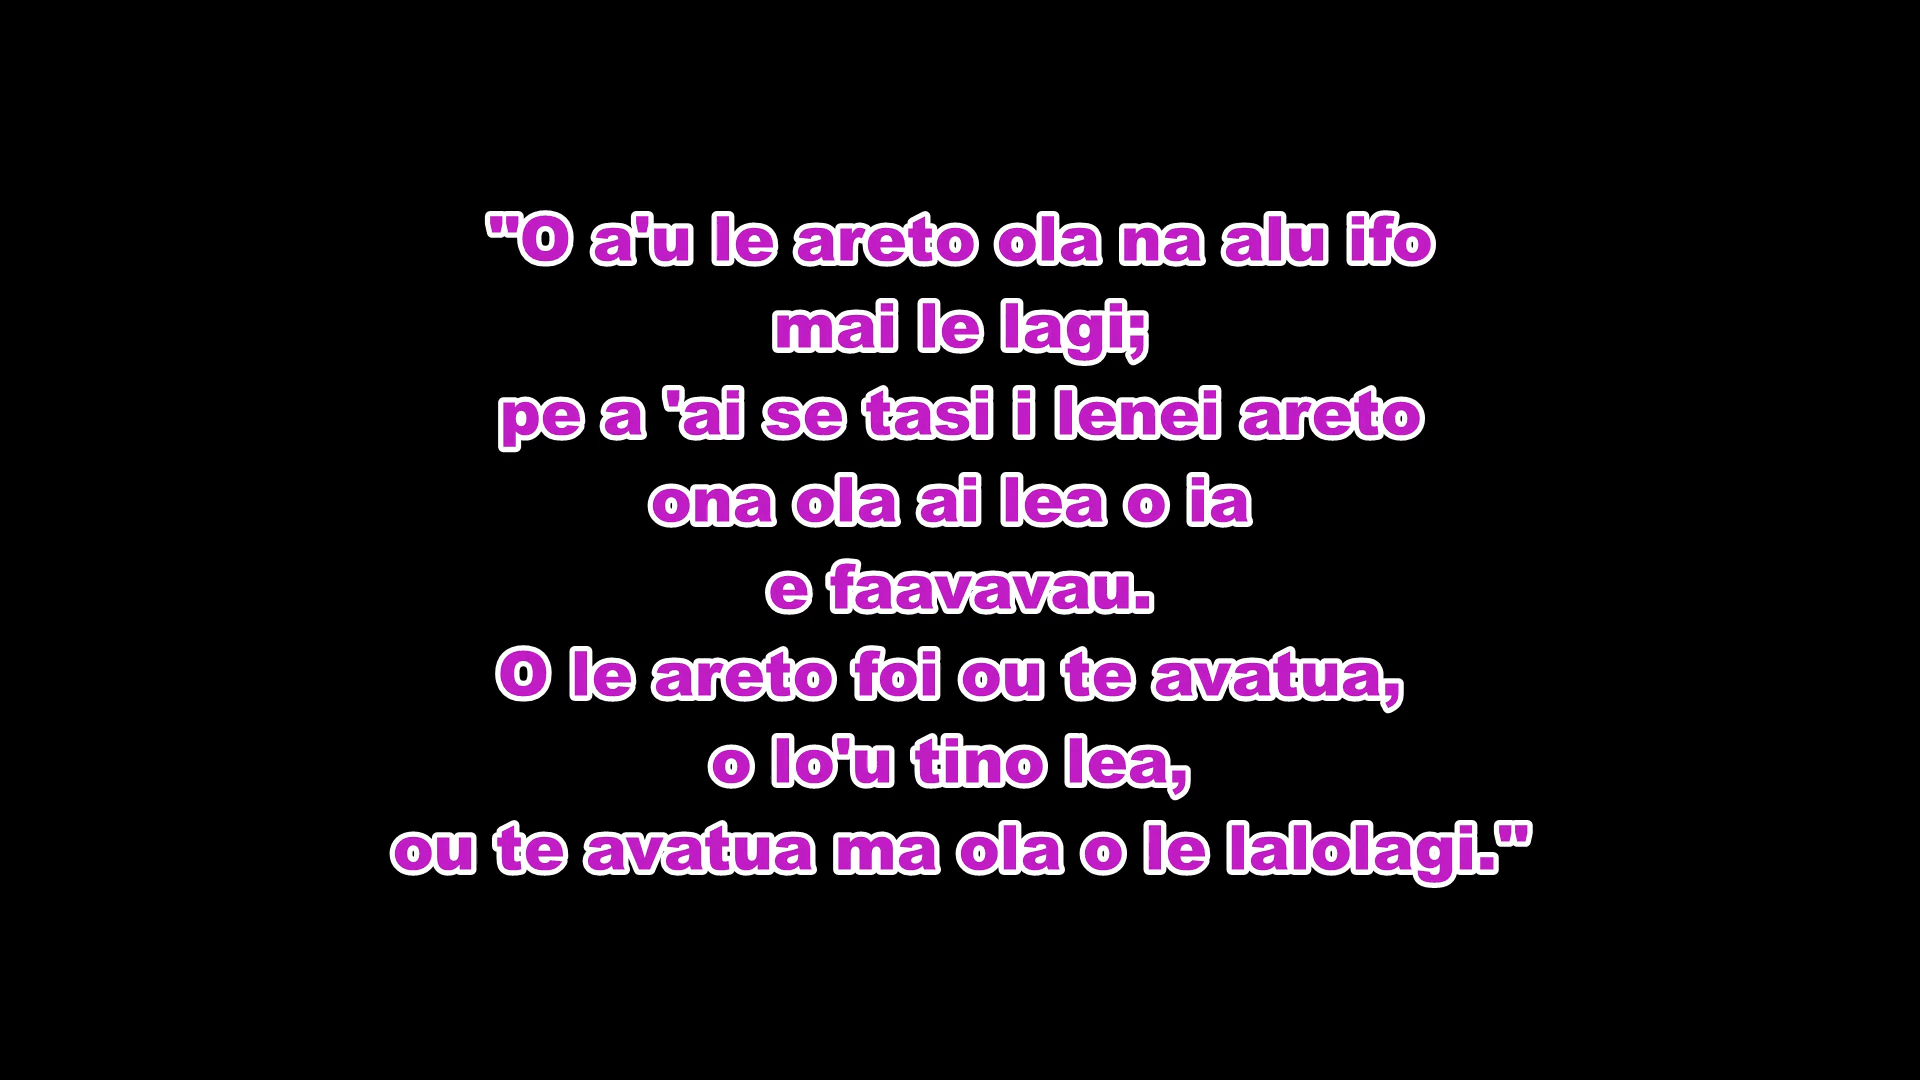 "O a'u le areto ola na alu ifo
mai le lagi;
pe a 'ai se tasi i lenei areto
ona ola ai lea o ia
e faavavau.
O le areto foi ou te avatua,
o lo'u tino lea,
ou te avatua ma ola o le lalolagi."